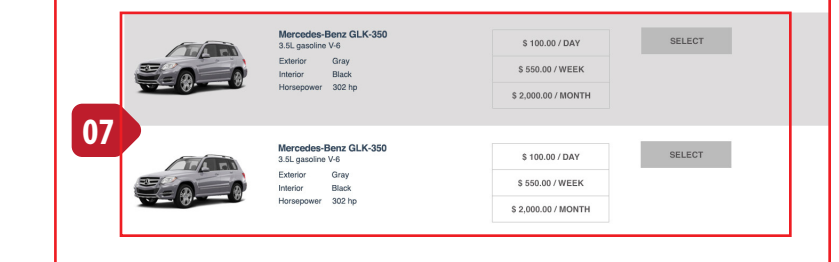 07
Mercedes-Benz GLK-350
3.5L gasoline V-6
Exterior Gray
Interior Black
Horsepower 302 hp
$ 100.00 / DAY
$ 550.00 / WEEK
$ 2,000.00 / MONTH
SELECT
Mercedes-Benz GLK-350
3.5L gasoline V-6
Exterior Gray
Interior Black
Horsepower 302 hp
$ 100.00 / DAY
$ 550.00 / WEEK
$ 2,000.00 / MONTH
SELECT